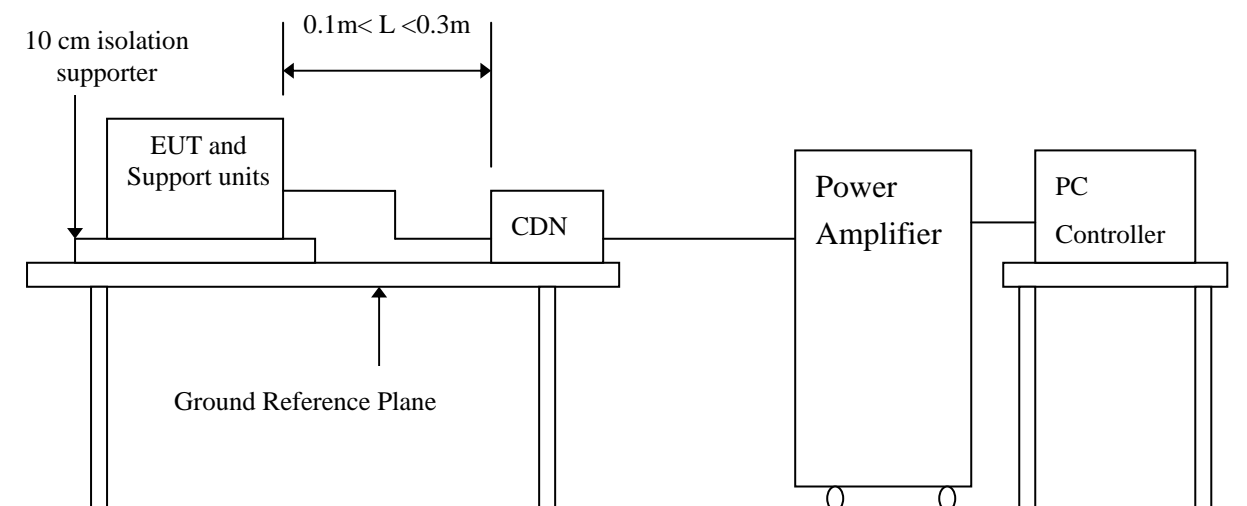 0.1m< L <0.3m
10 cm isolation
supporter
EUT and
Support units
CDN
Power
Amplifier
PC
Controller
Ground Reference Plane